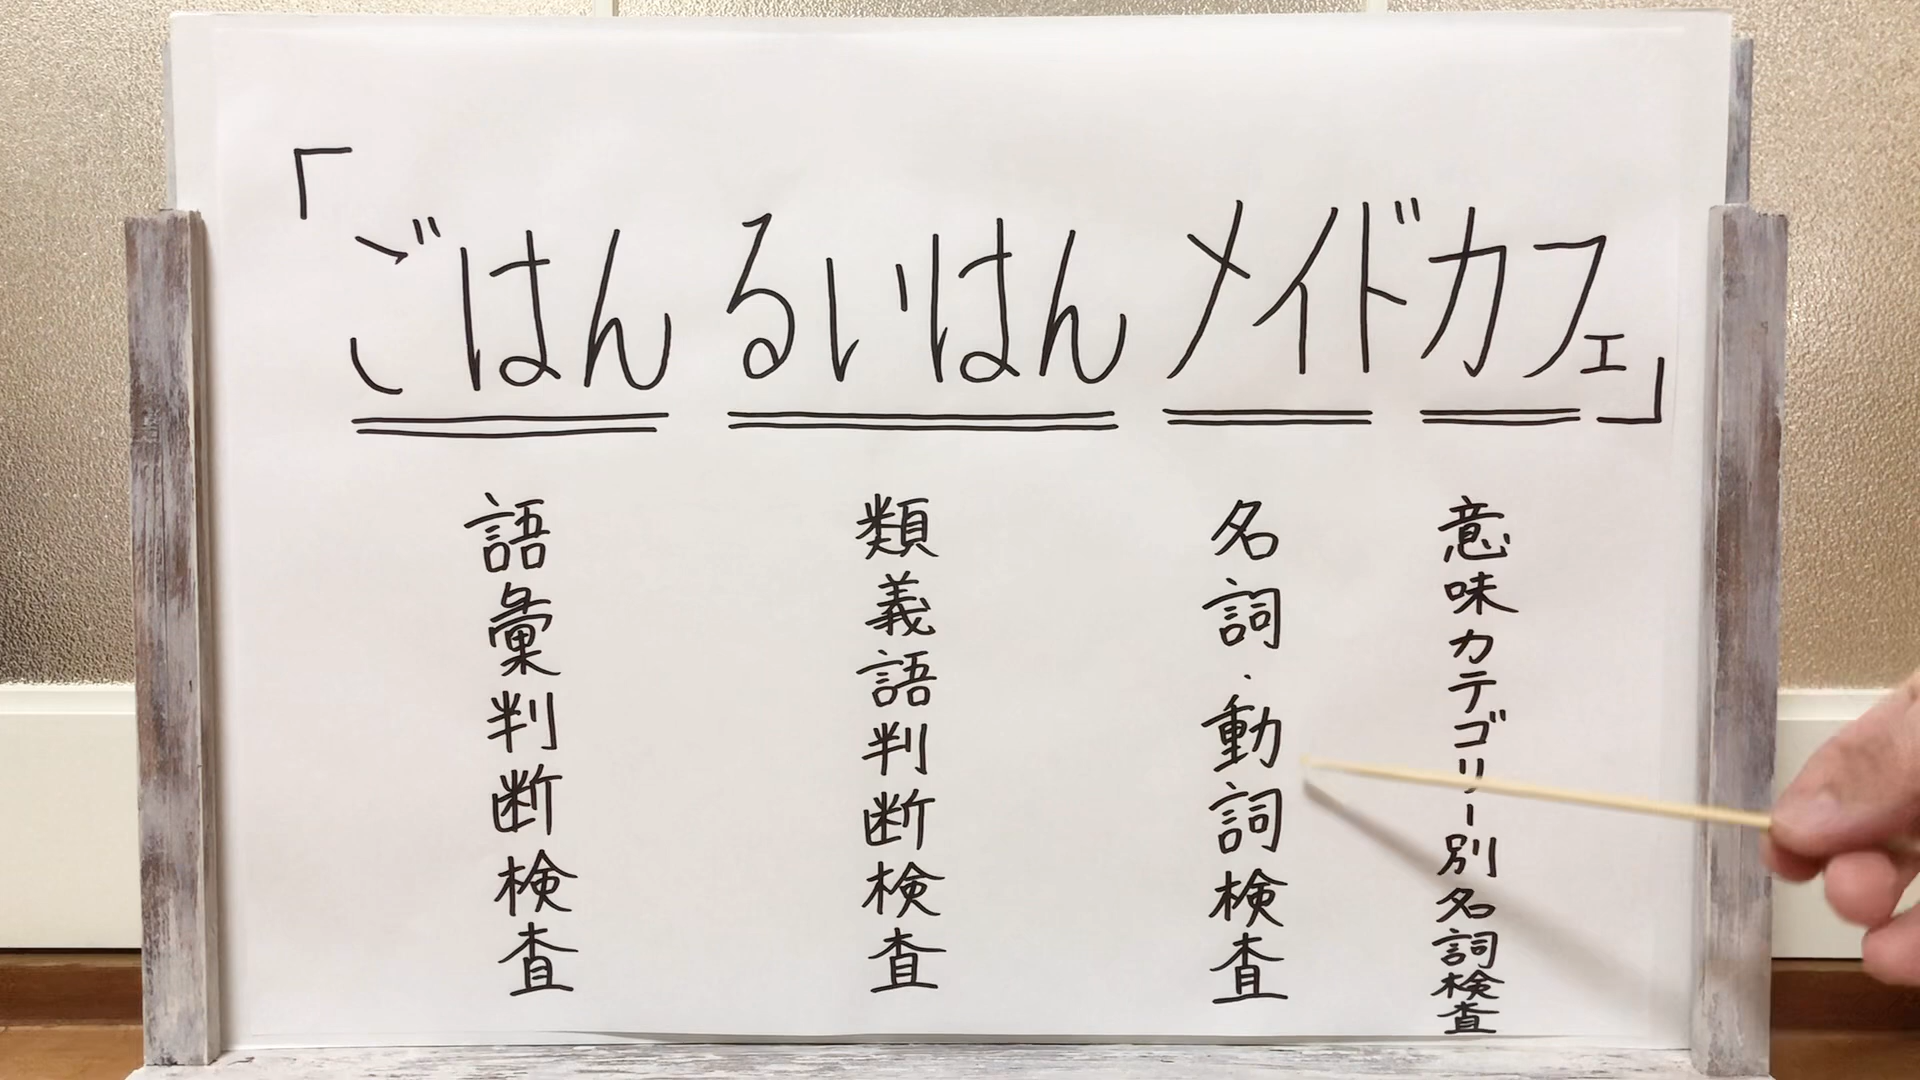 「ごはん るいはん メイドカフェ」
語彙判断検査
類義語判断検査
名詞・動詞検査
意味カテゴリー別名詞検査